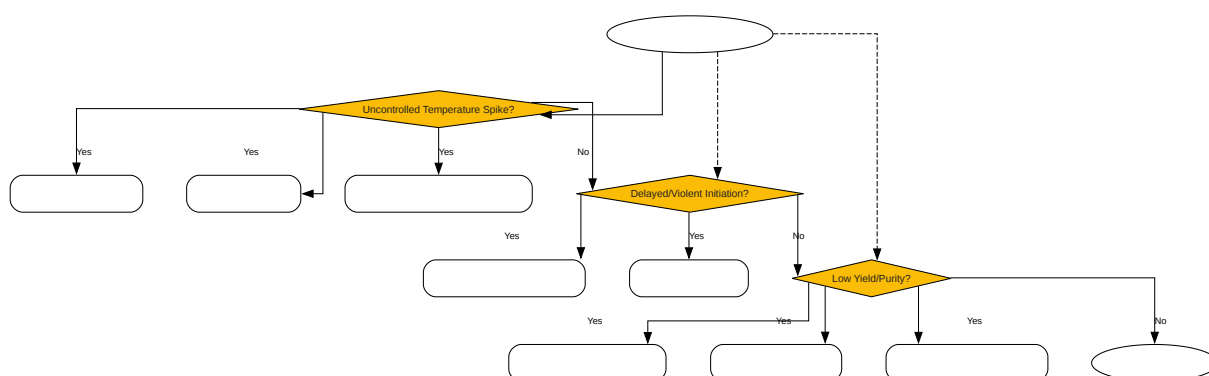 Uncontrolled Temperature Spike?
Yes
Yes
Yes
No
Delayed/Violent Initiation?
Yes
Yes
No
Low Yield/Purity?
Yes
Yes
Yes
No